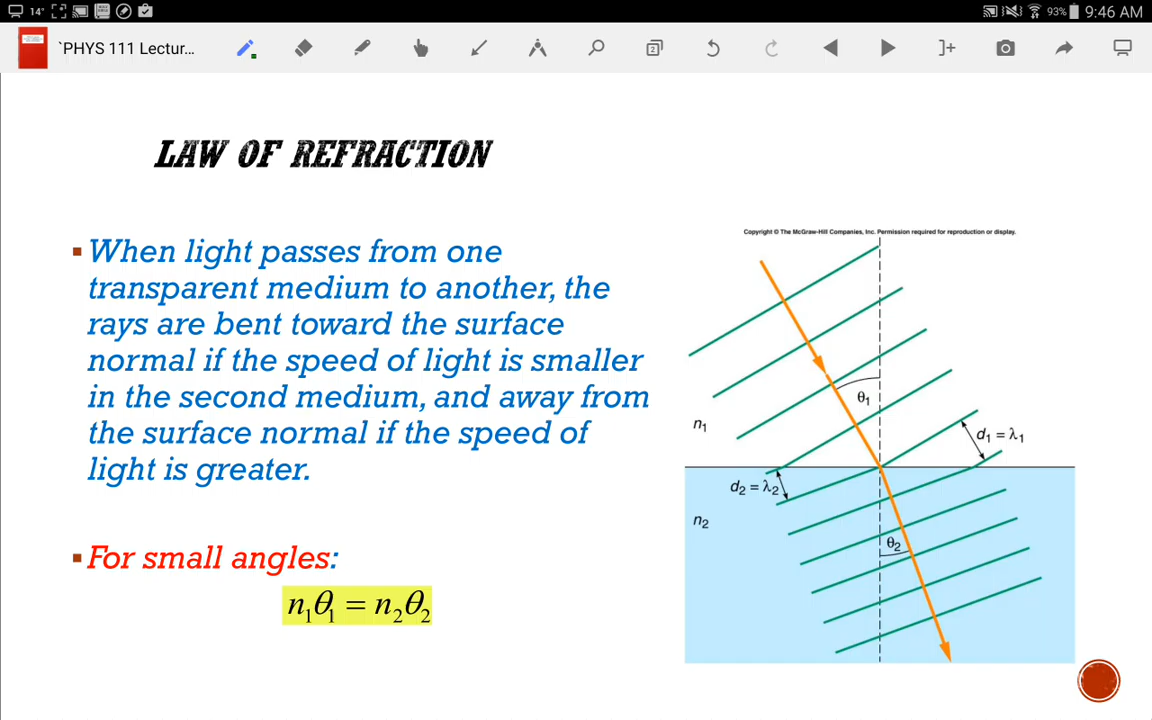 14°
93% 9:46 AM
`PHYS 111 Lectur...
2
LAW OF REFRACTION
Copyright © The McGraw-Hill Companies, Inc. Permission required for reproduction or display.
▪ When light passes from one
transparent medium to another, the
rays are bent toward the surface
normal if the speed of light is smaller
in the second medium, and away from
the surface normal if the speed of
light is greater.
▪ For small angles:
n₁θ₁ = n₂θ₂
θ₁
n₁
d₁ = λ₁
d₂ = λ₂
n₂
θ₂